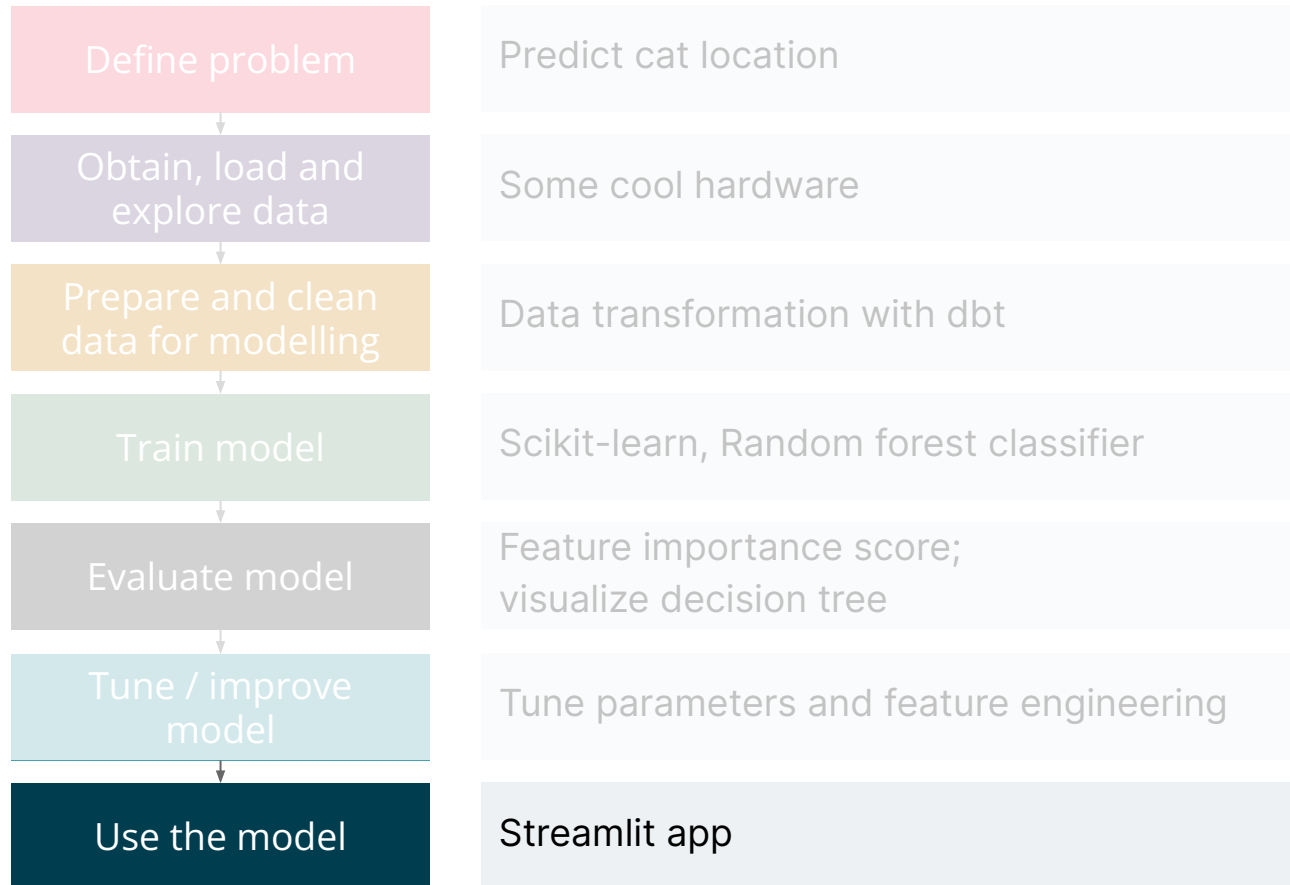 Define problem
Predict cat location
Obtain, load and
explore data
Some cool hardware
Prepare and clean
data for modelling
Data transformation with dbt
Train model
Scikit-learn, Random forest classifier
Evaluate model
Feature importance score;
visualize decision tree
Tune / improve
model
Tune parameters and feature engineering
Use the model
Streamlit app